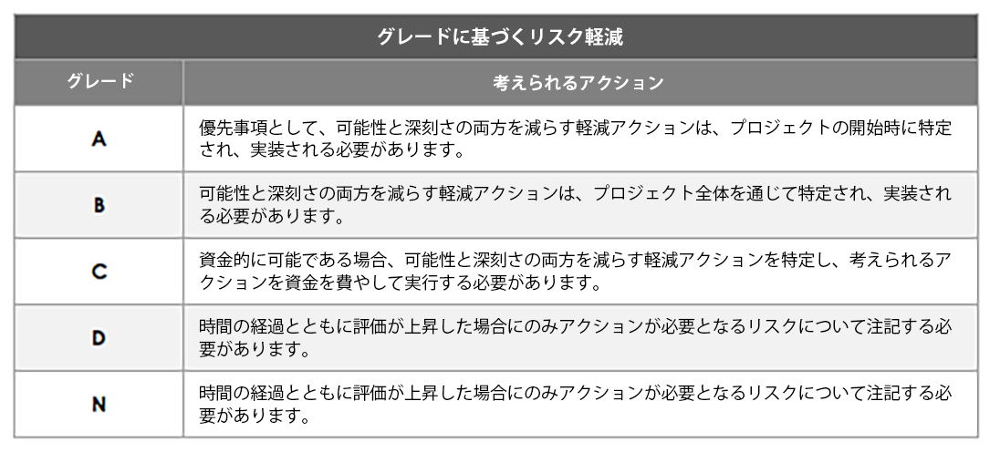 グレードに基づくリスク軽減
グレード
考えられるアクション
A
優先事項として、可能性と深刻さの両方を減らす軽減アクションは、プロジェクトの開始時に特定
され、実装される必要があります。
B
可能性と深刻さの両方を減らす軽減アクションは、プロジェクト全体を通じて特定され、実装され
る必要があります。
C
資金的に可能である場合、可能性と深刻さの両方を減らす軽減アクションを特定し、考えられるア
クションを資金を費やして実行する必要があります。
D
時間の経過とともに評価が上昇した場合にのみアクションが必要となるリスクについて注記する必
要があります。
N
時間の経過とともに評価が上昇した場合にのみアクションが必要となるリスクについて注記する必
要があります。